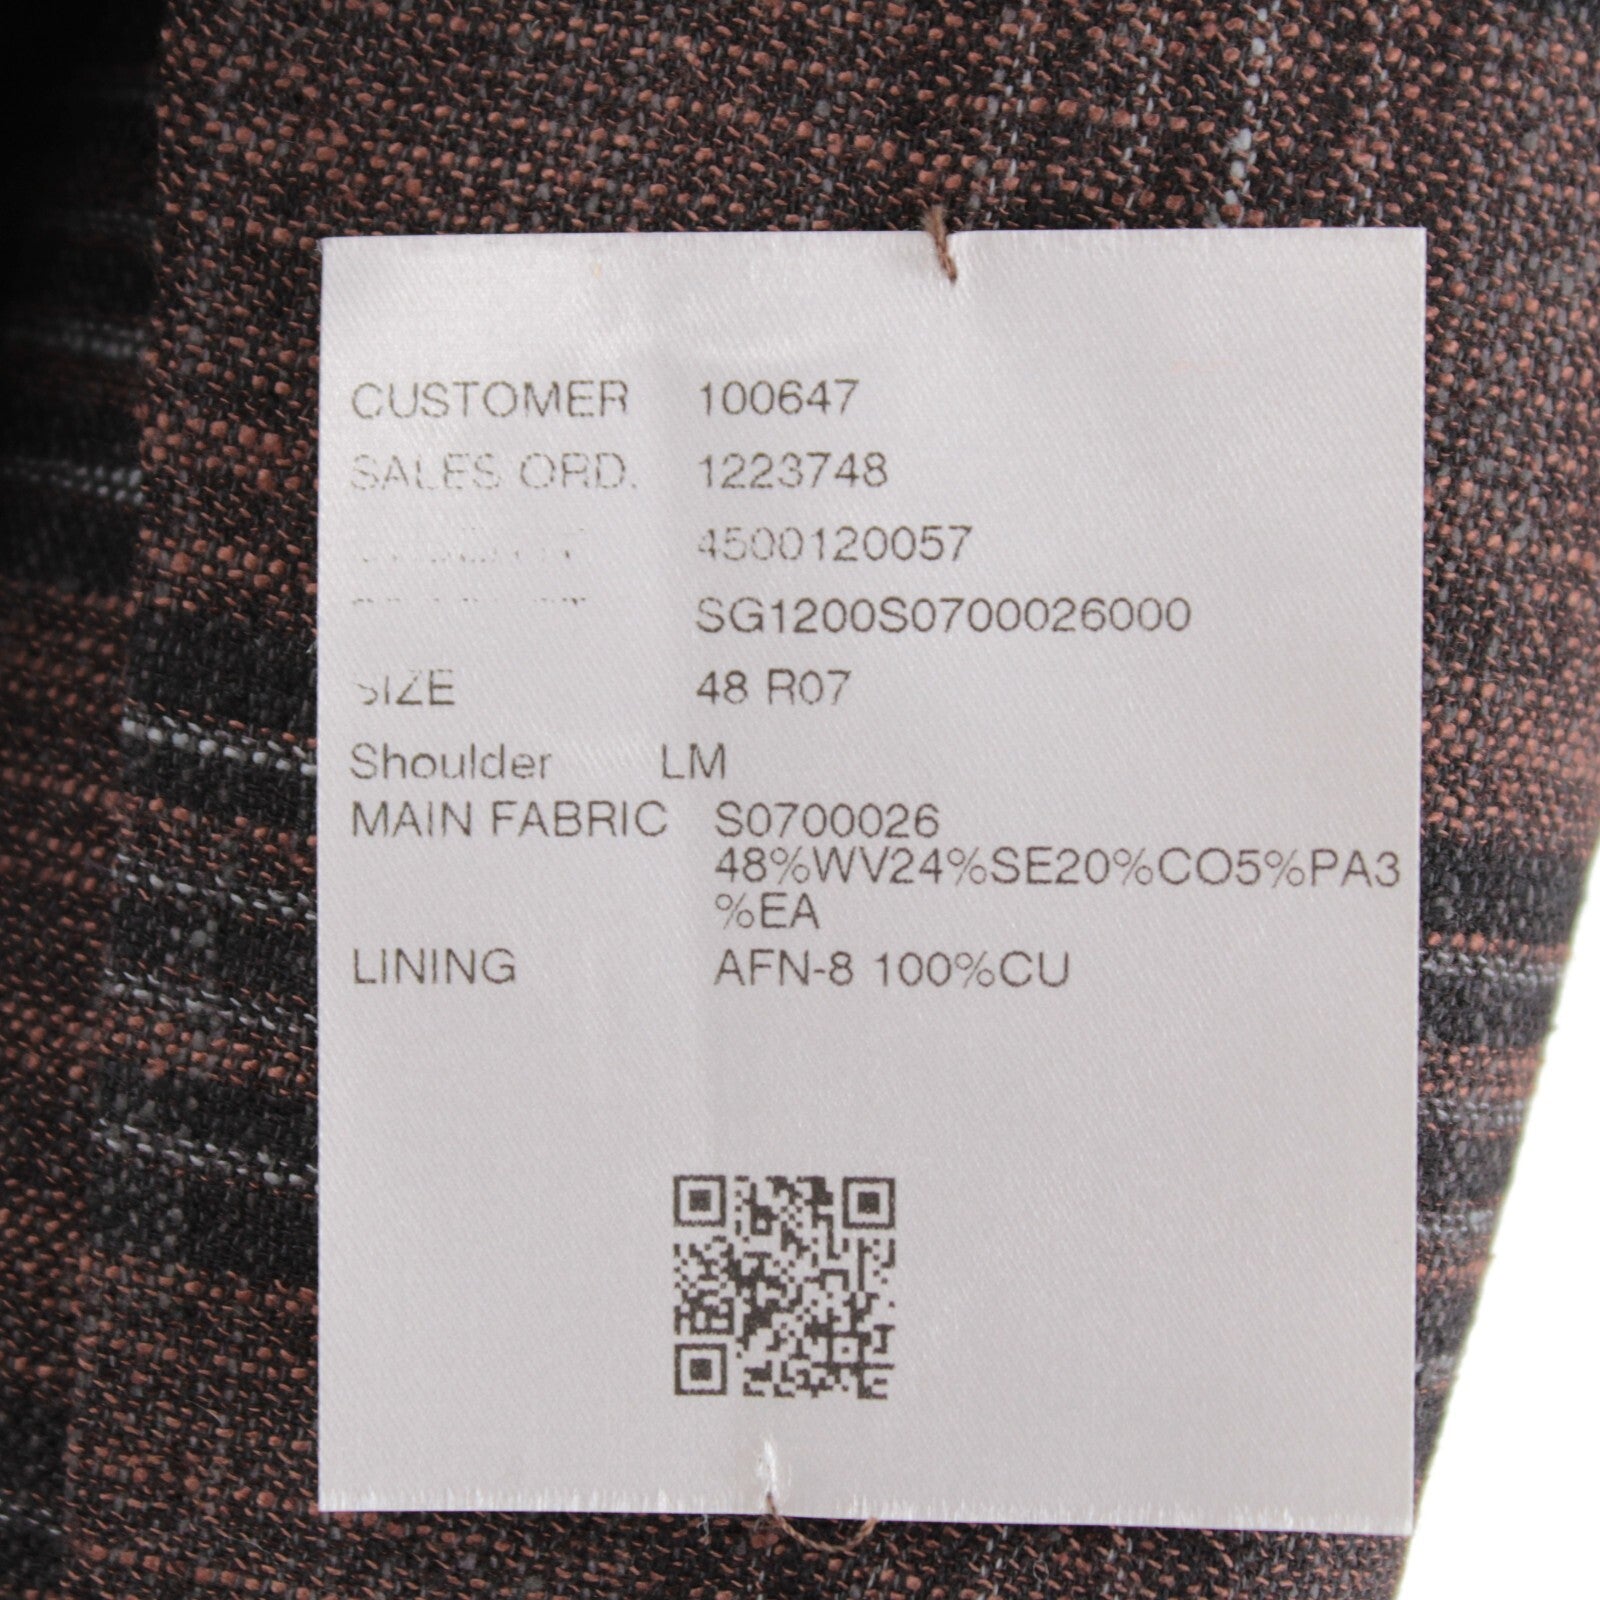 CUSTOMER 100647
SALES ORD. 1223748
4500120057
SG1200S0700026000
SIZE 48 R07
Shoulder LM
MAIN FABRIC S0700026
48%WV24%SE20%CO5%PA3
%EA
LINING AFN-8 100%CU